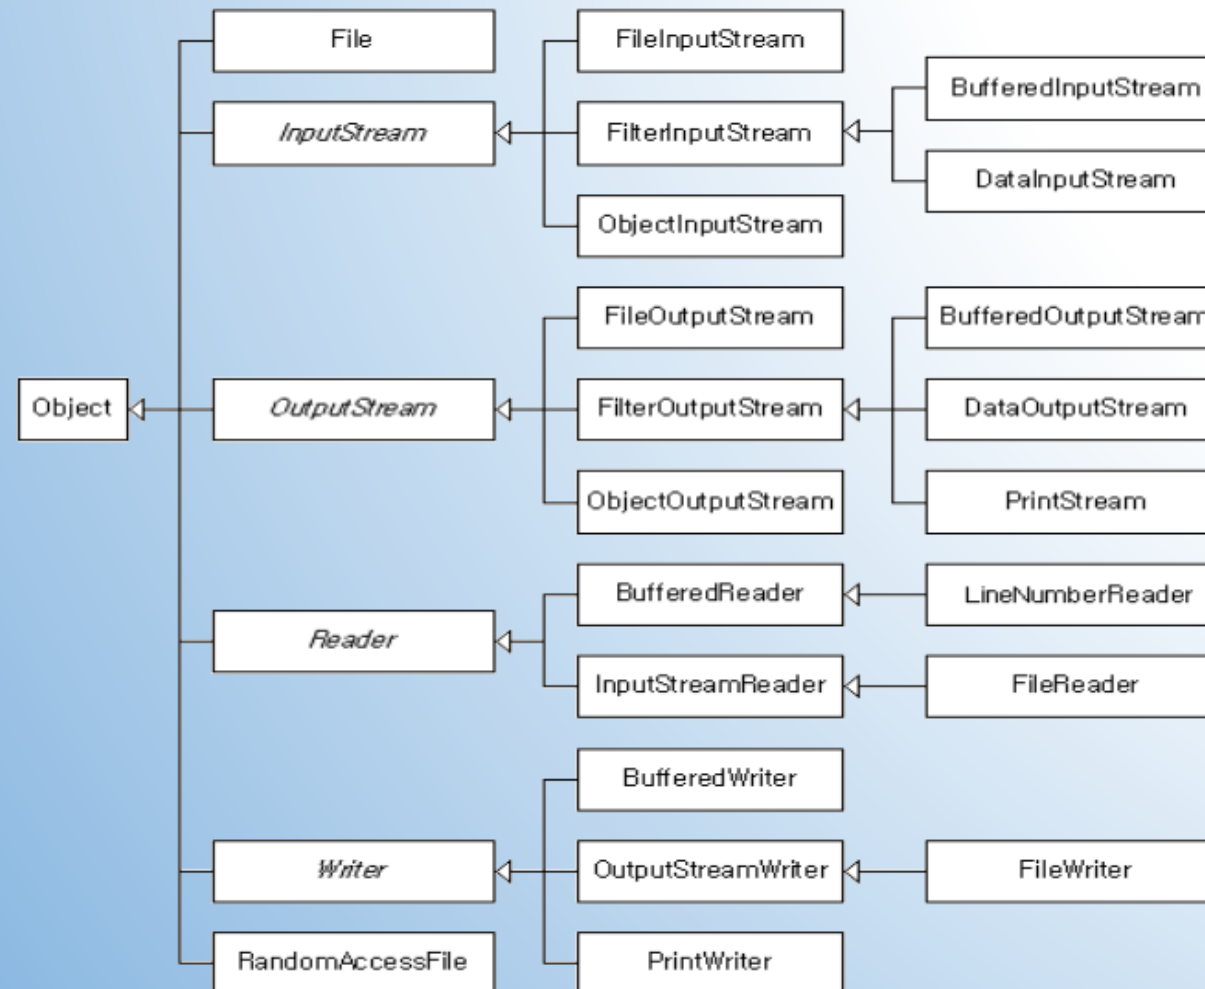 File
FileInputStream
BufferedInputStream
InputStream
FilterInputStream
DataInputStream
ObjectInputStream
FileOutputStream
BufferedOutputStream
Object
OutputStream
FilterOutputStream
DataOutputStream
ObjectOutputStream
PrintStream
BufferedReader
LineNumberReader
Reader
InputStreamReader
FileReader
BufferedWriter
Writer
OutputStreamWriter
FileWriter
RandomAccessFile
PrintWriter